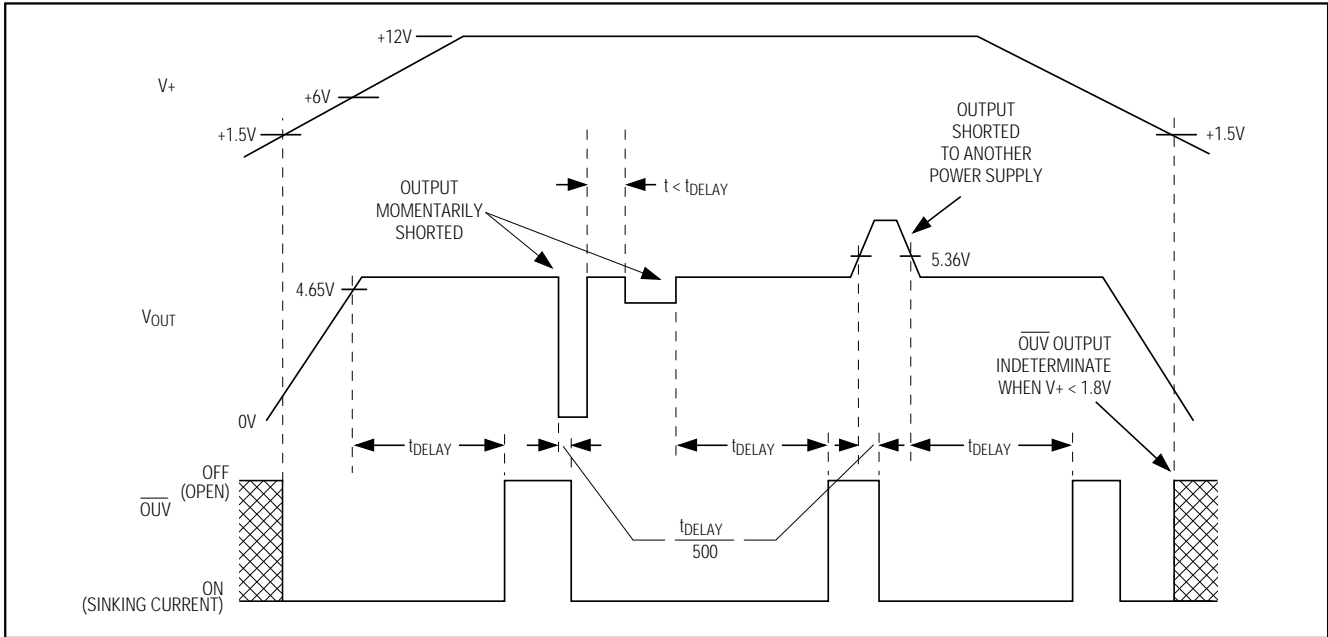 +12V
V+
+6V
+1.5V
+1.5V
OUTPUT
SHORTED
TO ANOTHER
POWER SUPPLY
t < tDELAY
OUTPUT
MOMENTARILY
SHORTED
5.36V
4.65V
VOUT
OUV OUTPUT
INDETERMINATE
WHEN V+ < 1.8V
0V
tDELAY
tDELAY
tDELAY
OFF
(OPEN)
OUV
tDELAY
500
ON
(SINKING CURRENT)